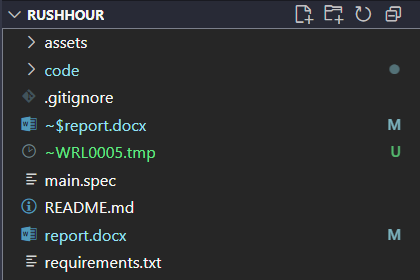 RUSHHOUR
assets
code
.gitignore
~$report.docx M
~WRL0005.tmp U
main.spec
README.md
report.docx M
requirements.txt